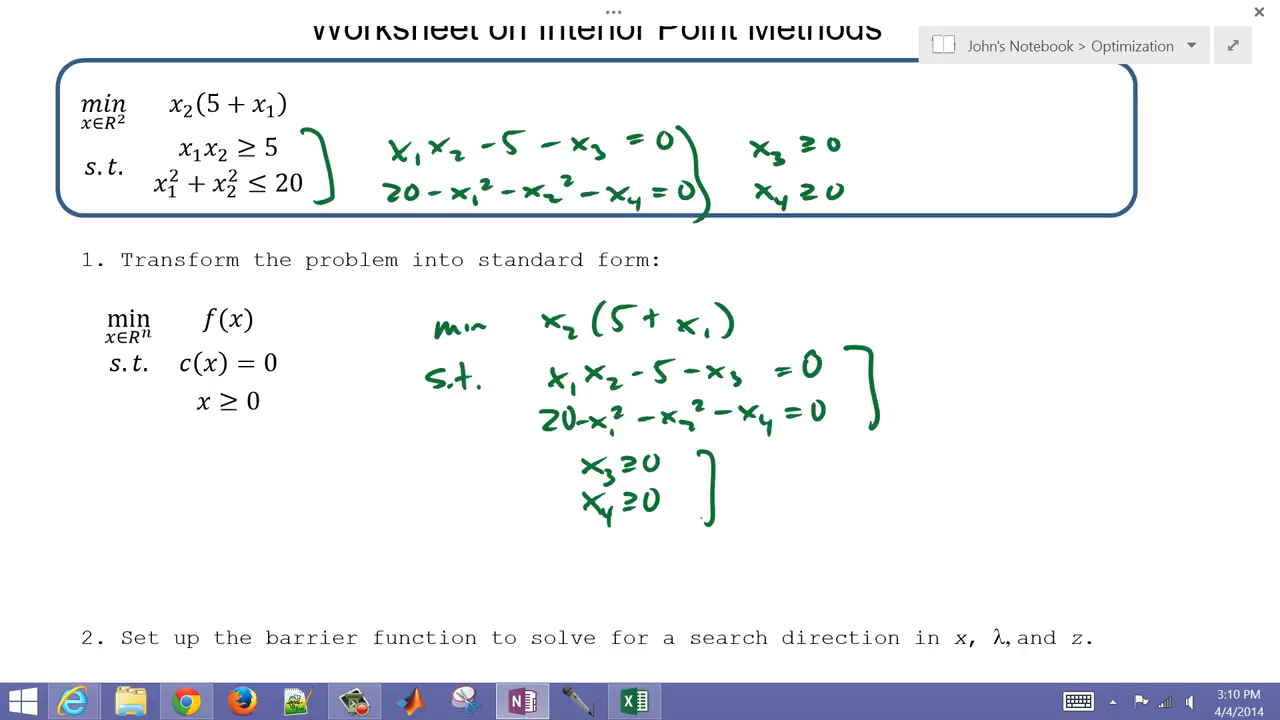 Worksheet on Interior Point Methods
John's Notebook > Optimization
min x∈R² x₂(5 + x₁)
s.t. x₁x₂ ≥ 5
x₁² + x₂² ≤ 20
x₁x₂ - 5 - x₃ = 0
20 - x₁² - x₂² - x₄ = 0
x₃ ≥ 0
x₄ ≥ 0
1. Transform the problem into standard form:
min x∈Rⁿ f(x)
s.t. c(x) = 0
x ≥ 0
min x₂(5 + x₁)
s.t. x₁x₂ - 5 - x₃ = 0
20 - x₁² - x₂² - x₄ = 0
x₃ ≥ 0
x₄ ≥ 0
2. Set up the barrier function to solve for a search direction in x, λ, and z.
3:10 PM
4/4/2014